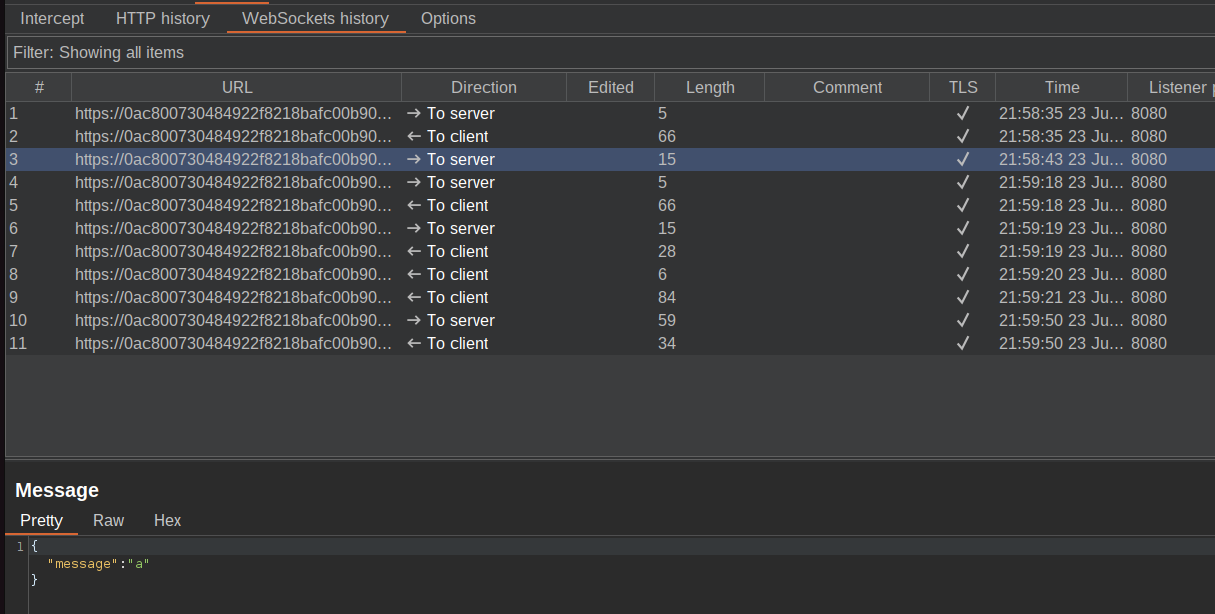 Intercept HTTP history WebSockets history Options
Filter: Showing all items
# URL Direction Edited Length Comment TLS Time Listener
1 https://0ac800730484922f8218bafc00b90... → To server 5 ✓ 21:58:35 23 Ju... 8080
2 https://0ac800730484922f8218bafc00b90... ← To client 66 ✓ 21:58:35 23 Ju... 8080
3 https://0ac800730484922f8218bafc00b90... → To server 15 ✓ 21:58:43 23 Ju... 8080
4 https://0ac800730484922f8218bafc00b90... → To server 5 ✓ 21:59:18 23 Ju... 8080
5 https://0ac800730484922f8218bafc00b90... ← To client 66 ✓ 21:59:18 23 Ju... 8080
6 https://0ac800730484922f8218bafc00b90... → To server 15 ✓ 21:59:19 23 Ju... 8080
7 https://0ac800730484922f8218bafc00b90... ← To client 28 ✓ 21:59:19 23 Ju... 8080
8 https://0ac800730484922f8218bafc00b90... ← To client 6 ✓ 21:59:20 23 Ju... 8080
9 https://0ac800730484922f8218bafc00b90... ← To client 84 ✓ 21:59:21 23 Ju... 8080
10 https://0ac800730484922f8218bafc00b90... → To server 59 ✓ 21:59:50 23 Ju... 8080
11 https://0ac800730484922f8218bafc00b90... ← To client 34 ✓ 21:59:50 23 Ju... 8080
Message
Pretty Raw Hex
1 {
"message":"a"
}